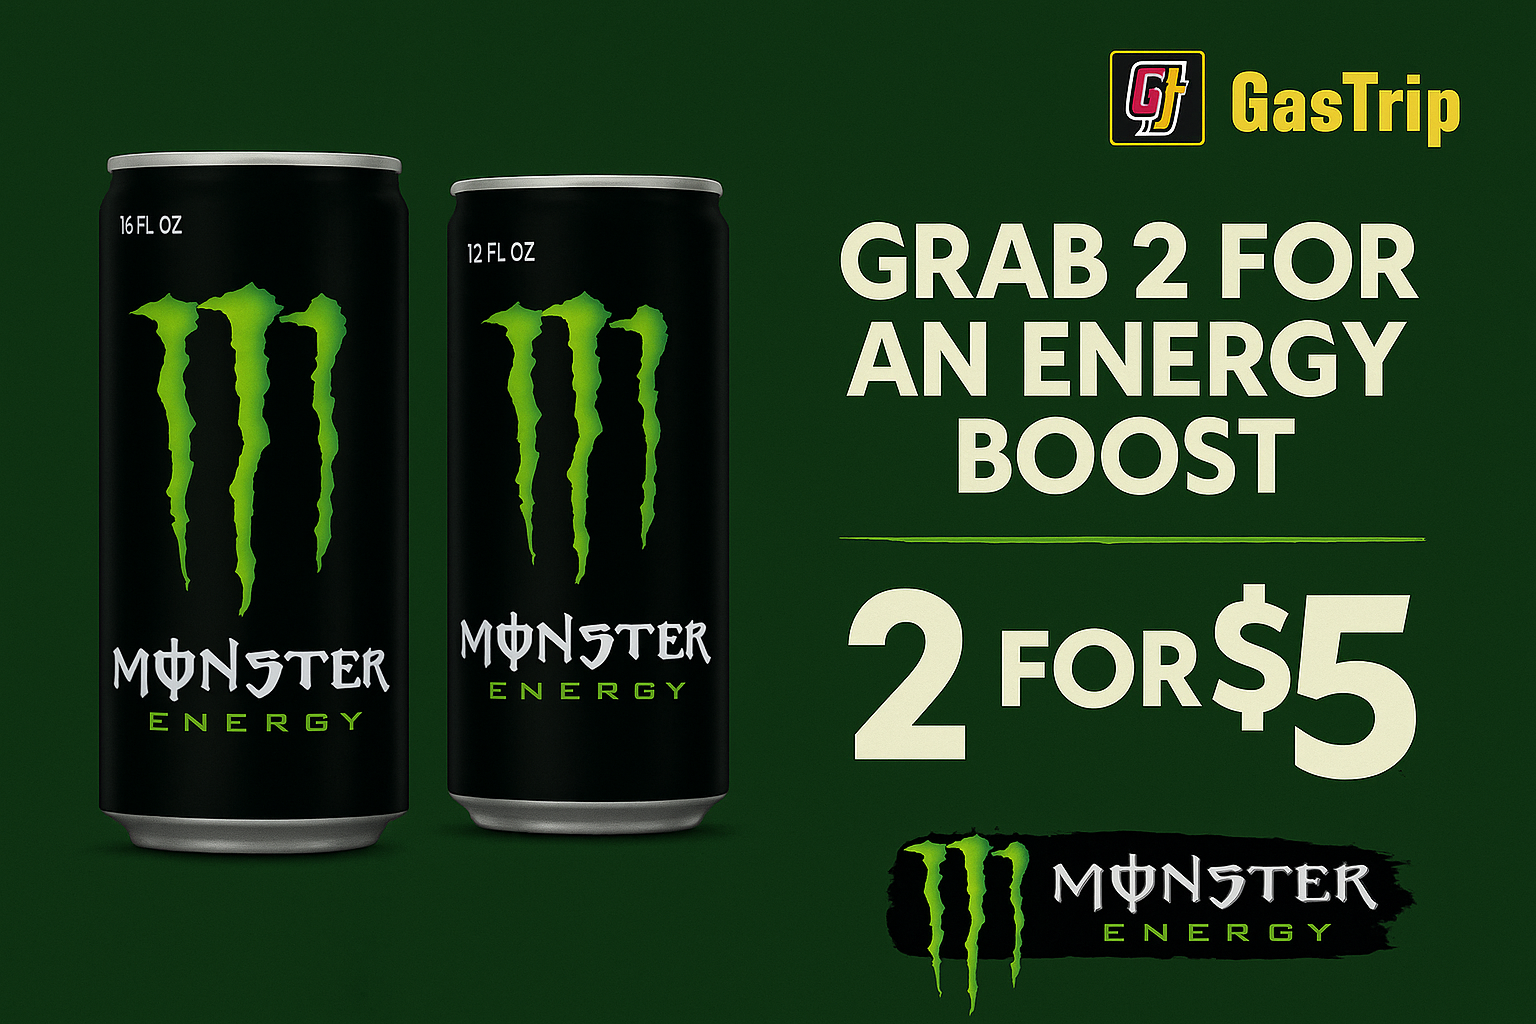 16 FL OZ
MONSTER
ENERGY
12 FL OZ
MONSTER
ENERGY
GT GasTrip
GRAB 2 FOR
AN ENERGY
BOOST
2 FOR $5
MONSTER
ENERGY